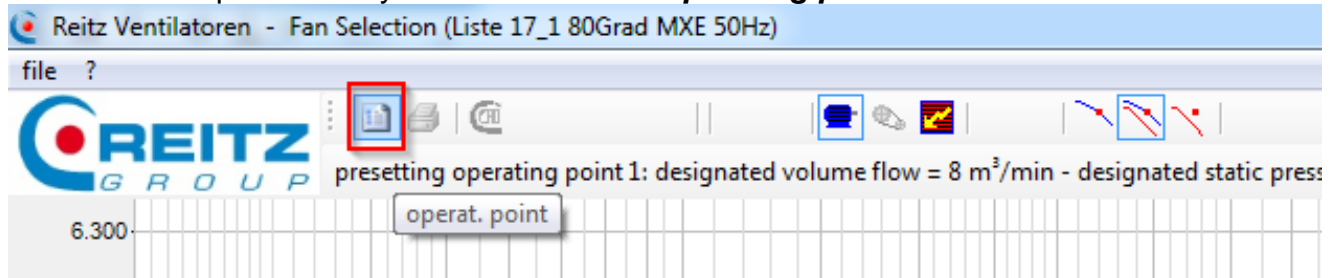 Reitz Ventilatoren - Fan Selection (Liste 17_1 80Grad MXE 50Hz)
file ?
REITZ
GROUP
presetting operating point 1: designated volume flow = 8 m³/min - designated static press
operat. point
6.300